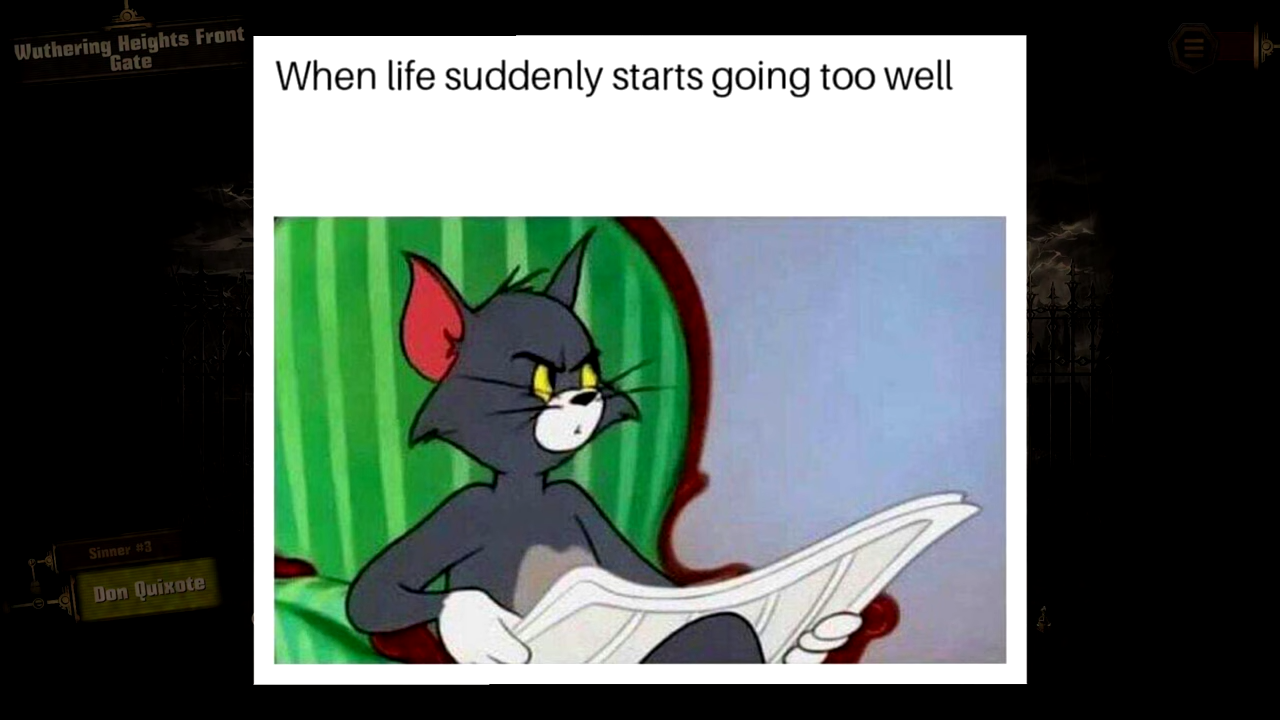 Wuthering Heights Front
Gate
When life suddenly starts going too well
Sinner #3
Don Quixote